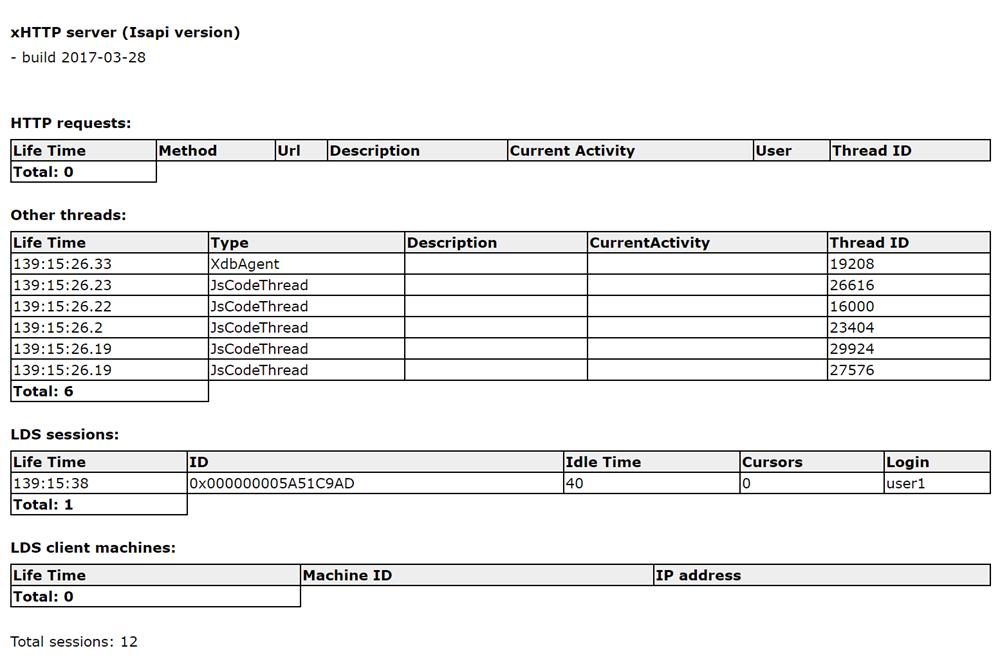 xHTTP server (Isapi version)
- build 2017-03-28
HTTP requests:
Life Time Method Url Description Current Activity User Thread ID
Total: 0
Other threads:
Life Time Type Description CurrentActivity Thread ID
139:15:26.33 XdbAgent 19208
139:15:26.23 JsCodeThread 26616
139:15:26.22 JsCodeThread 16000
139:15:26.2 JsCodeThread 23404
139:15:26.19 JsCodeThread 29924
139:15:26.19 JsCodeThread 27576
Total: 6
LDS sessions:
Life Time ID Idle Time Cursors Login
139:15:38 0x000000005A51C9AD 40 0 user1
Total: 1
LDS client machines:
Life Time Machine ID IP address
Total: 0
Total sessions: 12